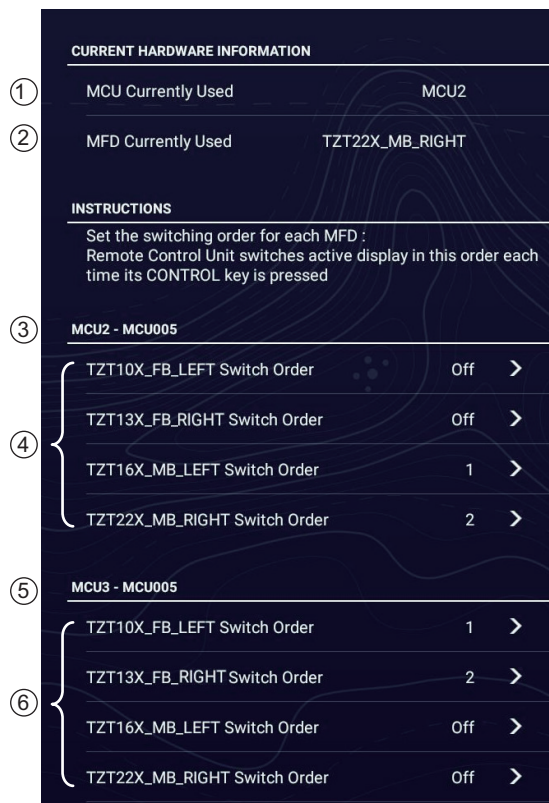 CURRENT HARDWARE INFORMATION
① MCU Currently Used MCU2
② MFD Currently Used TZT22X_MB_RIGHT
INSTRUCTIONS
Set the switching order for each MFD :
Remote Control Unit switches active display in this order each
time its CONTROL key is pressed
③ MCU2 - MCU005
TZT10X_FB_LEFT Switch Order Off >
TZT13X_FB_RIGHT Switch Order Off >
④
TZT16X_MB_LEFT Switch Order 1 >
TZT22X_MB_RIGHT Switch Order 2 >
⑤ MCU3 - MCU005
TZT10X_FB_LEFT Switch Order 1 >
TZT13X_FB_RIGHT Switch Order 2 >
⑥
TZT16X_MB_LEFT Switch Order Off >
TZT22X_MB_RIGHT Switch Order Off >